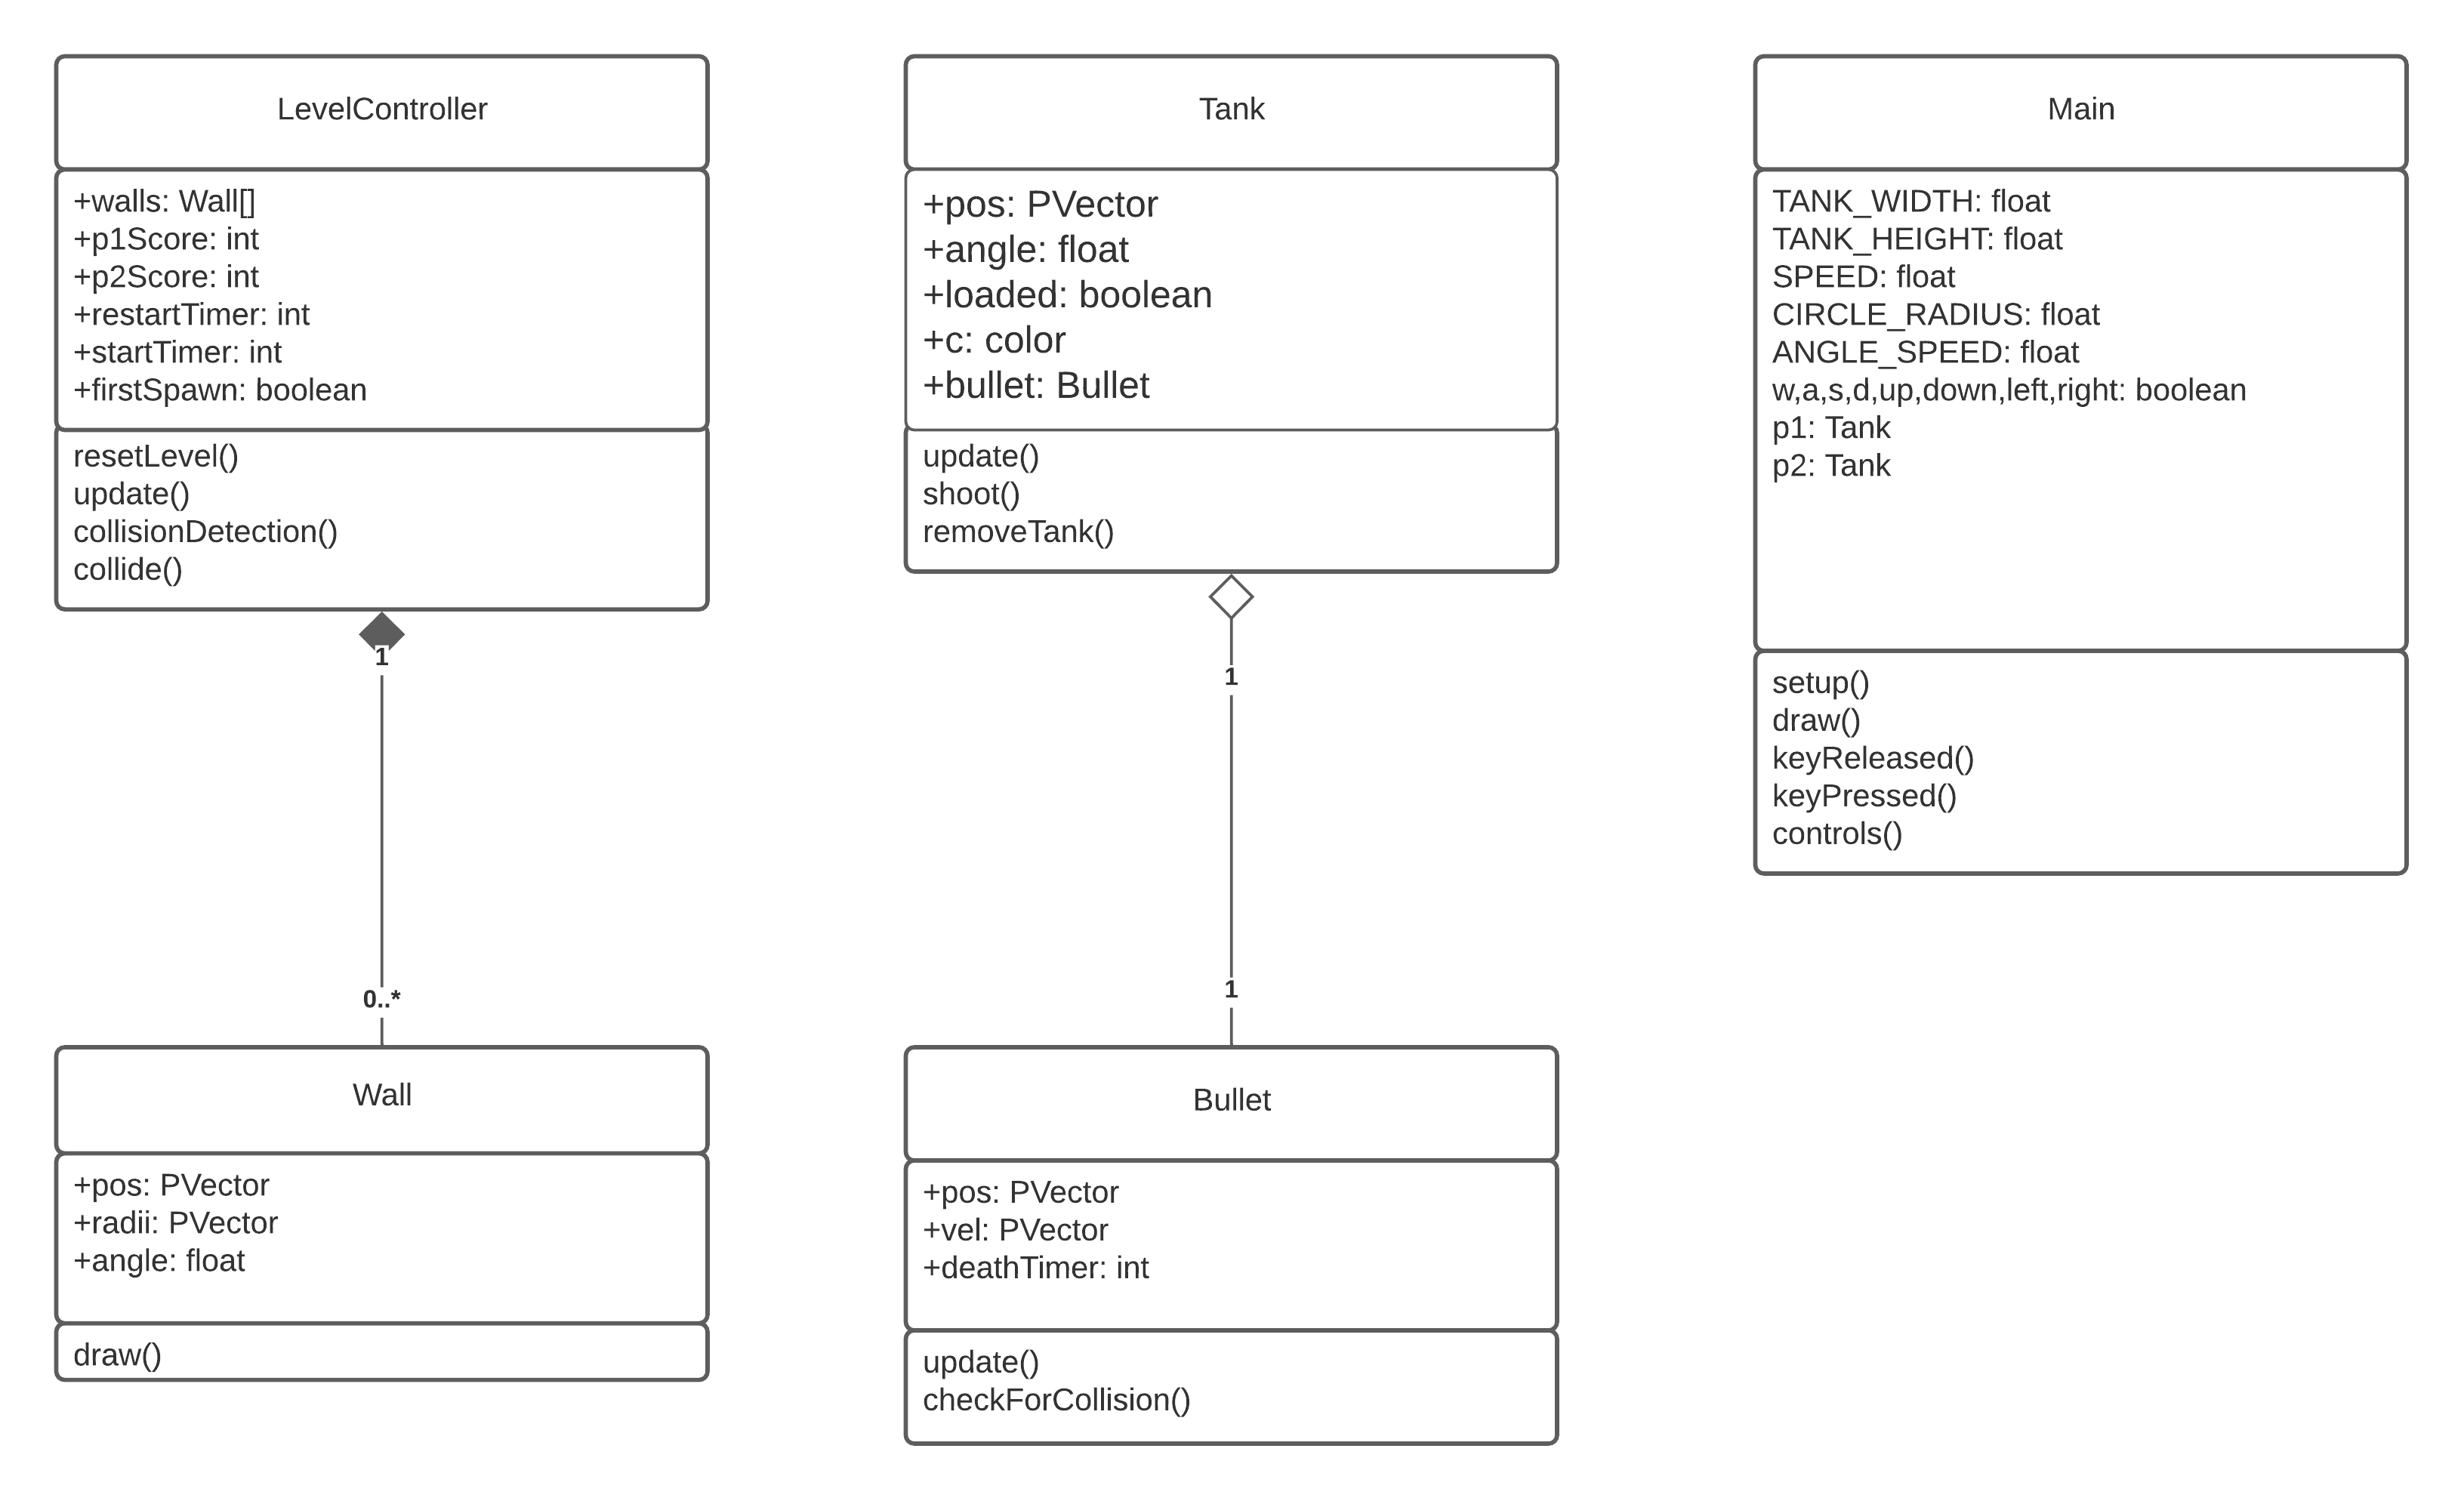 LevelController
+walls: Wall[]
+p1Score: int
+p2Score: int
+restartTimer: int
+startTimer: int
+firstSpawn: boolean
resetLevel()
update()
collisionDetection()
collide()
1
0..*
Wall
+pos: PVector
+radii: PVector
+angle: float
draw()
Tank
+pos: PVector
+angle: float
+loaded: boolean
+c: color
+bullet: Bullet
update()
shoot()
removeTank()
1
1
Bullet
+pos: PVector
+vel: PVector
+deathTimer: int
update()
checkForCollision()
Main
TANK_WIDTH: float
TANK_HEIGHT: float
SPEED: float
CIRCLE_RADIUS: float
ANGLE_SPEED: float
w,a,s,d,up,down,left,right: boolean
p1: Tank
p2: Tank
setup()
draw()
keyReleased()
keyPressed()
controls()